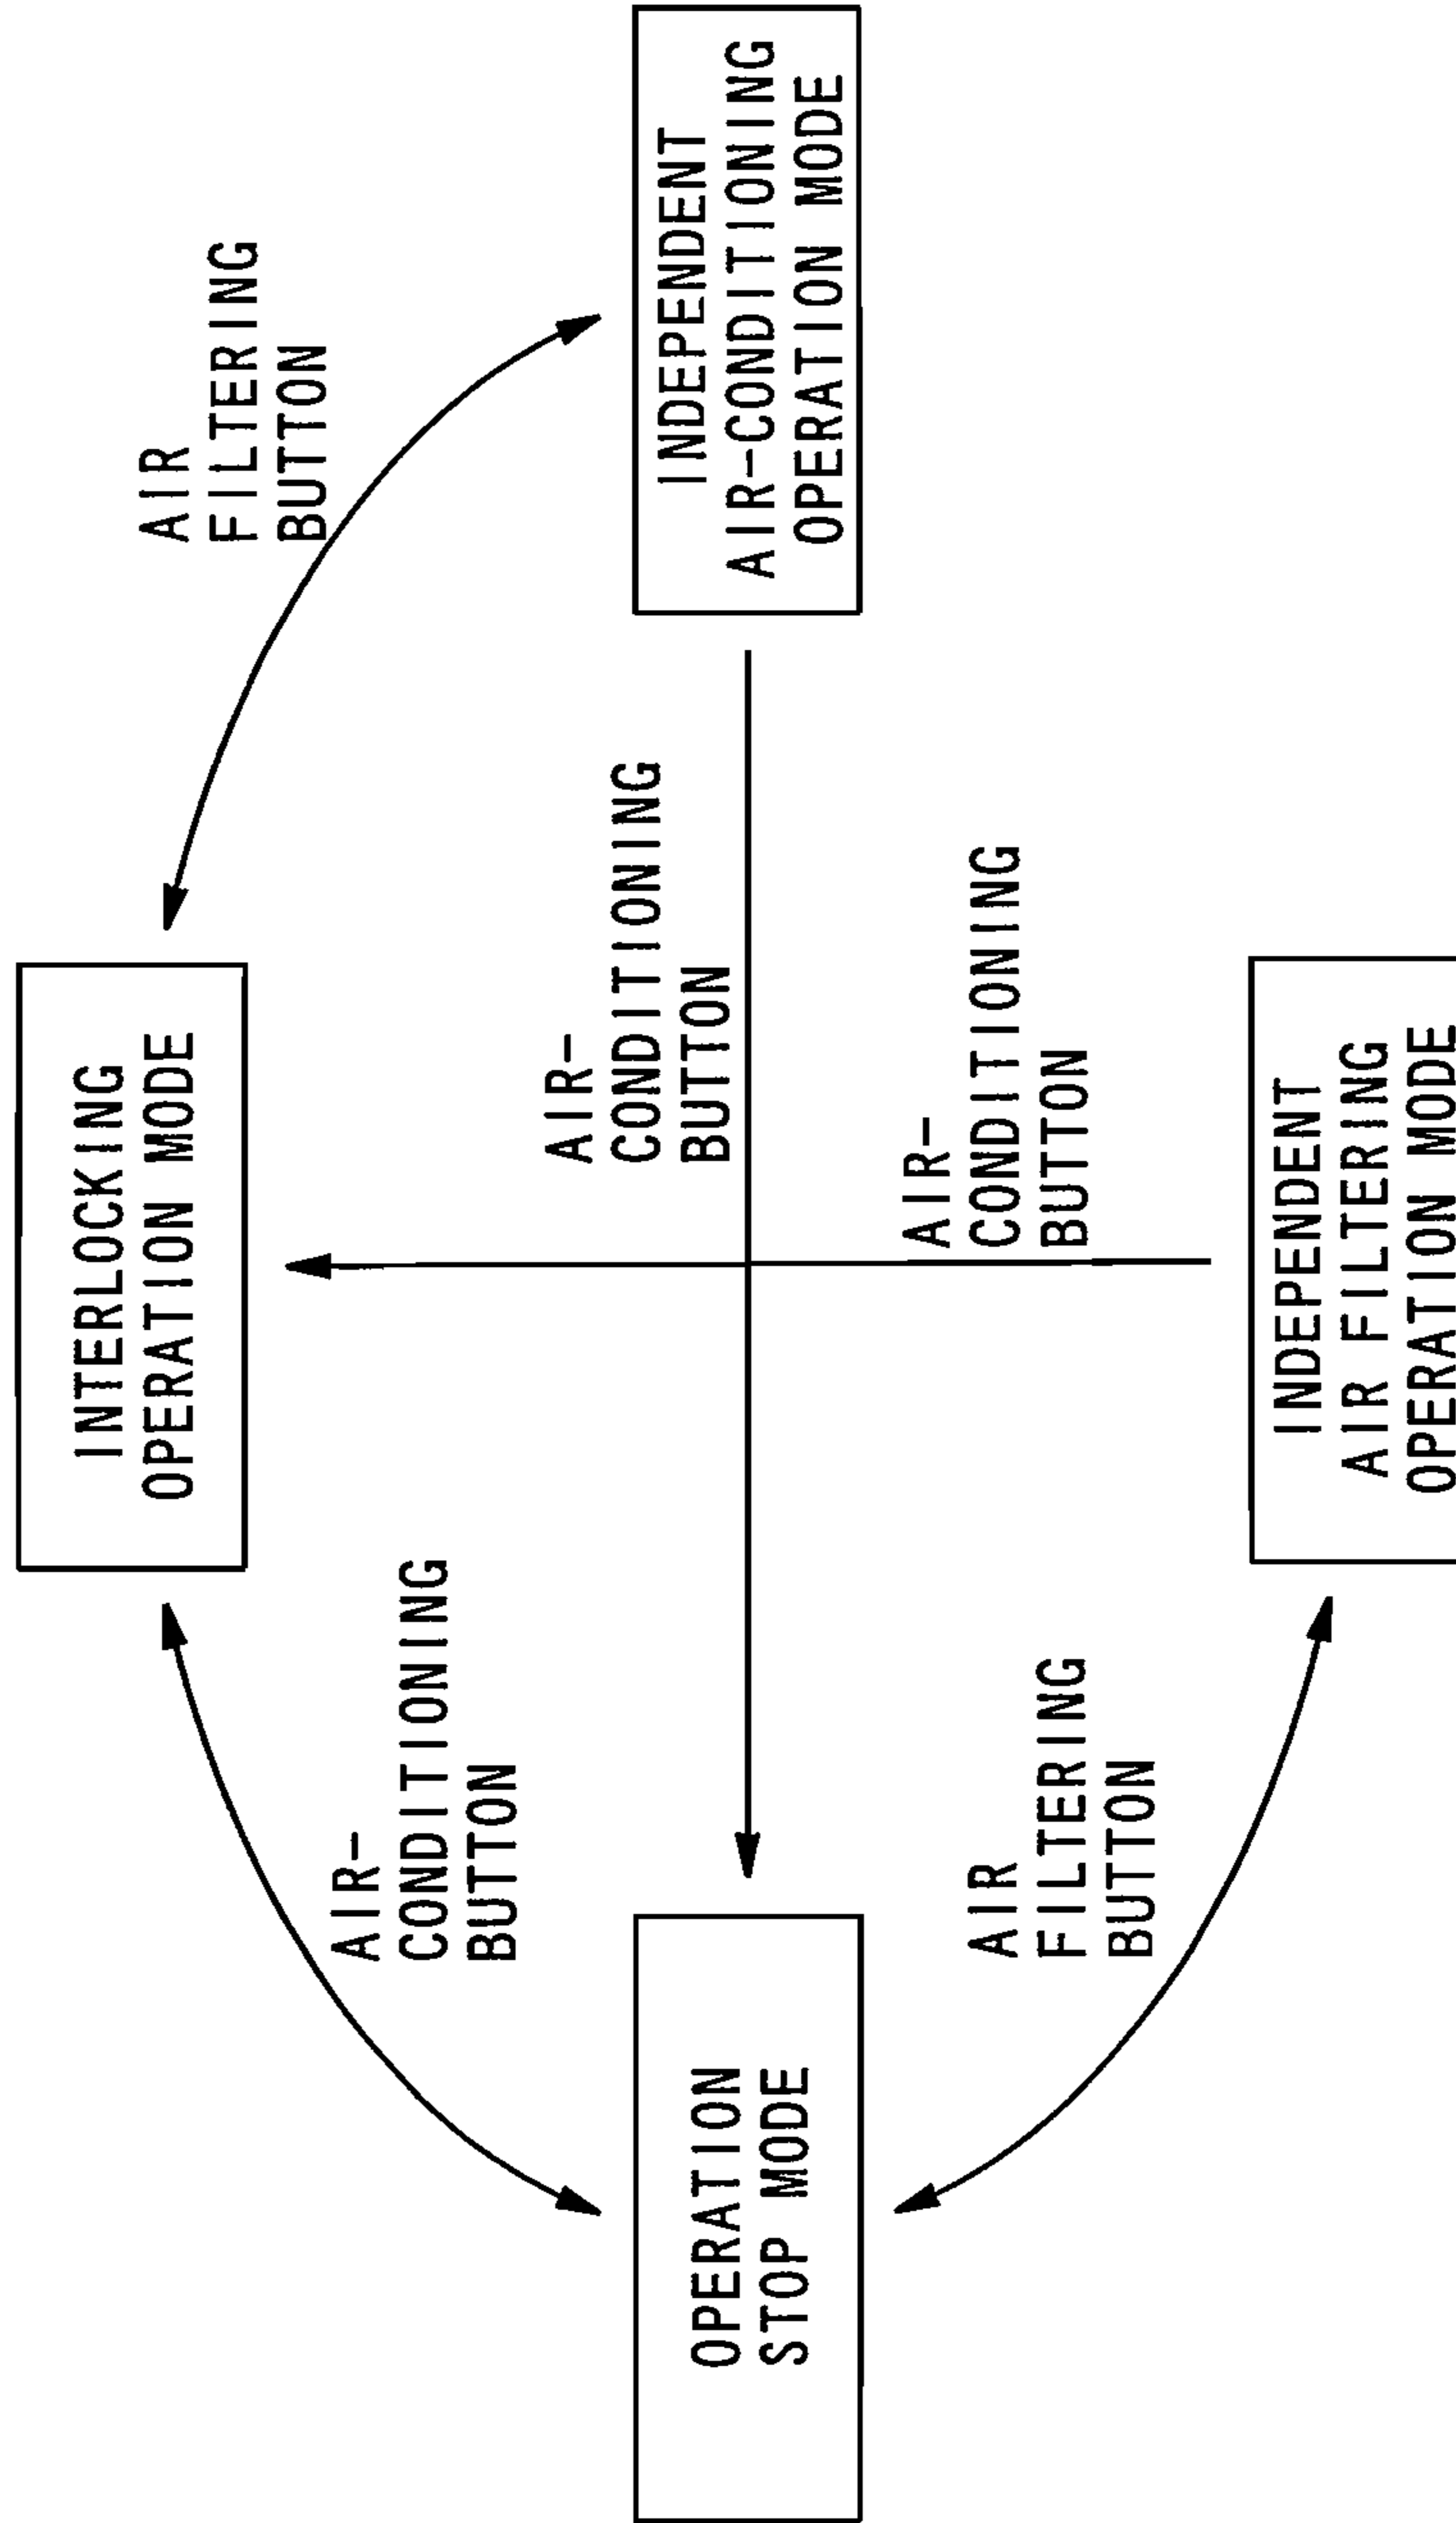 INTERLOCKING
OPERATION MODE
AIR-
CONDITIONING
BUTTON
AIR
FILTERING
BUTTON
OPERATION
STOP MODE
AIR-
CONDITIONING
BUTTON
INDEPENDENT
AIR-CONDITIONING
OPERATION MODE
AIR
FILTERING
BUTTON
AIR-
CONDITIONING
BUTTON
INDEPENDENT
AIR FILTERING
OPERATION MODE